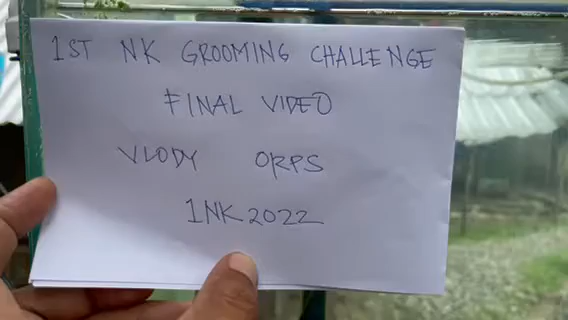 1ST NK GROOMING CHALLENGE
FINAL VIDEO
VLODY ORPS
1NK2022